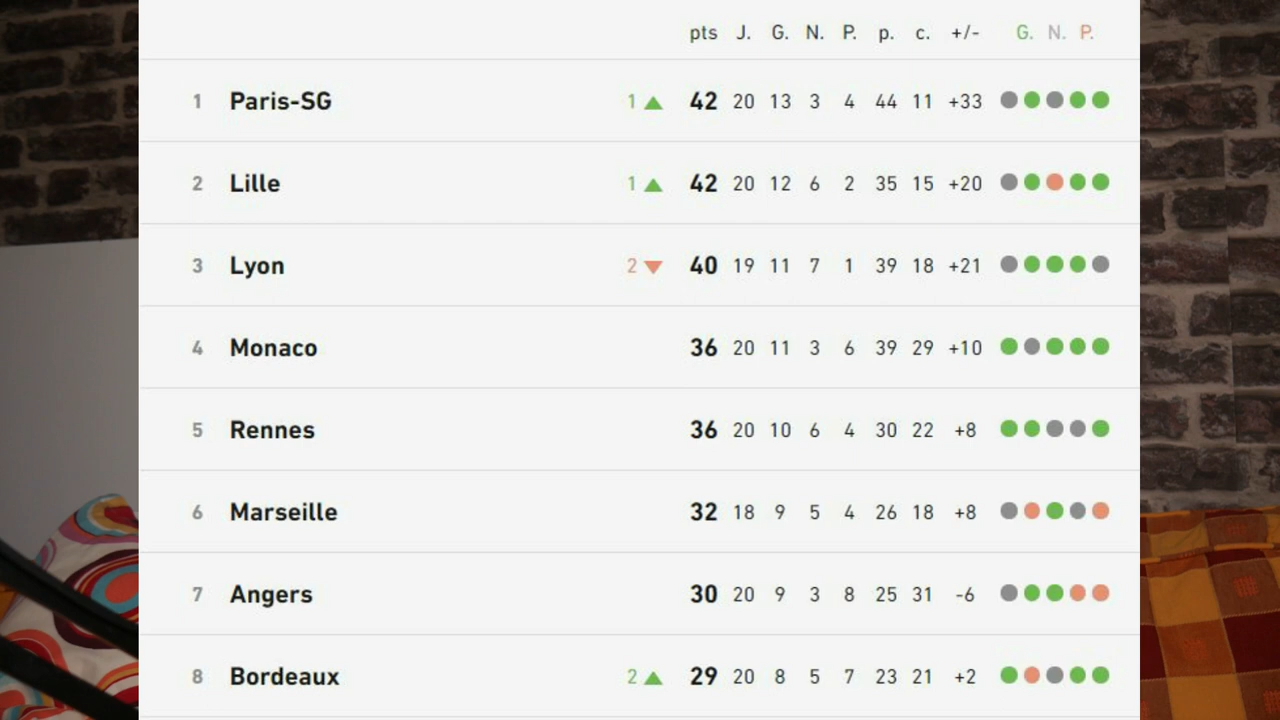 pts J. G. N. P. p. c. +/- G. N. P.
1 Paris-SG 1 42 20 13 3 4 44 11 +33
2 Lille 1 42 20 12 6 2 35 15 +20
3 Lyon 2 40 19 11 7 1 39 18 +21
4 Monaco 36 20 11 3 6 39 29 +10
5 Rennes 36 20 10 6 4 30 22 +8
6 Marseille 32 18 9 5 4 26 18 +8
7 Angers 30 20 9 3 8 25 31 -6
8 Bordeaux 2 29 20 8 5 7 23 21 +2